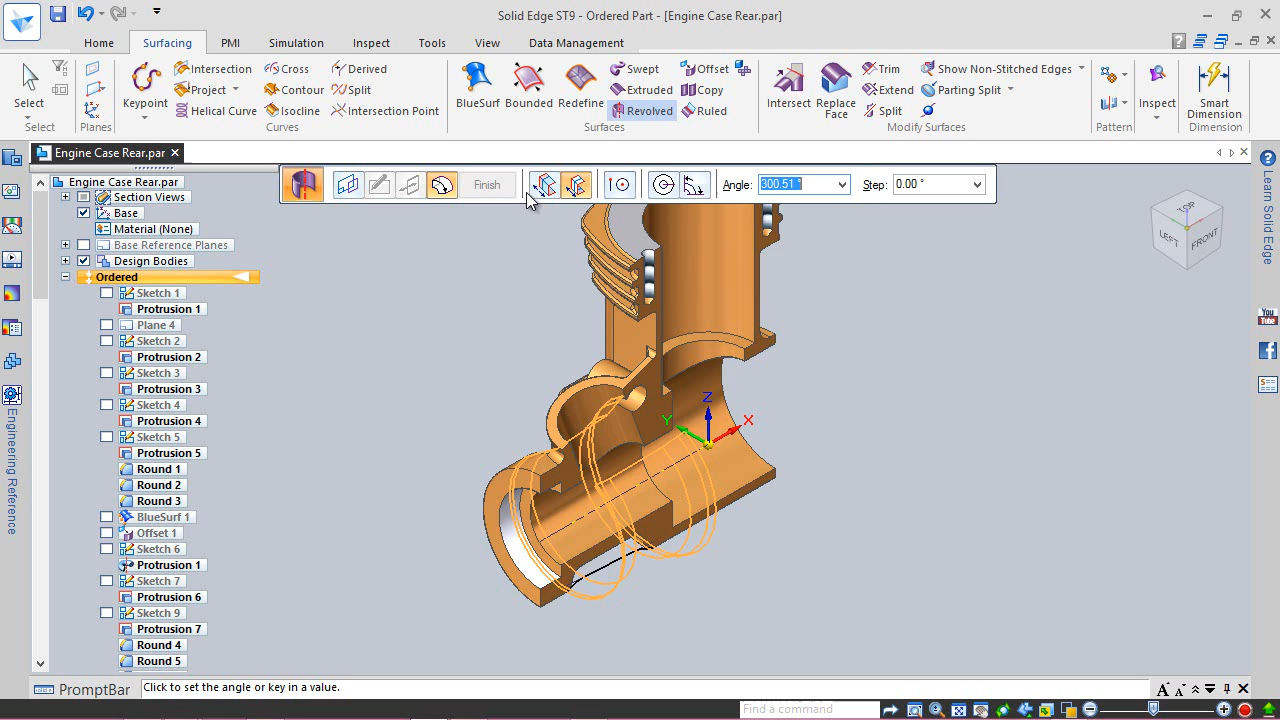 Solid Edge ST9 - Ordered Part - [Engine Case Rear.par]
Home Surfacing PMI Simulation Inspect Tools View Data Management
Select
Select
Planes
Keypoint
Intersection
Project
Helical Curve
Cross
Contour
Isocline
Derived
Split
Intersection Point
Curves
BlueSurf
Bounded
Redefine
Swept
Extruded
Revolved
Offset
Copy
Ruled
Surfaces
Intersect
Replace
Face
Trim
Extend
Split
Show Non-Stitched Edges
Parting Split
Modify Surfaces
Pattern
Inspect
Smart
Dimension
Dimension
Engine Case Rear.par
Finish
Angle: 300.51 °
Step: 0.00 °
Engine Case Rear.par
Section Views
Base
Material (None)
Base Reference Planes
Design Bodies
Ordered
Sketch 1
Protrusion 1
Plane 4
Sketch 2
Protrusion 2
Sketch 3
Protrusion 3
Sketch 4
Protrusion 4
Sketch 5
Protrusion 5
Round 1
Round 2
Round 3
BlueSurf 1
Offset 1
Sketch 6
Protrusion 1
Sketch 7
Protrusion 6
Sketch 9
Protrusion 7
Round 4
Round 5
Engineering Reference
Z
Y
X
TOP
LEFT
FRONT
Learn Solid Edge
You
Tube
PromptBar
Click to set the angle or key in a value.
Find a command